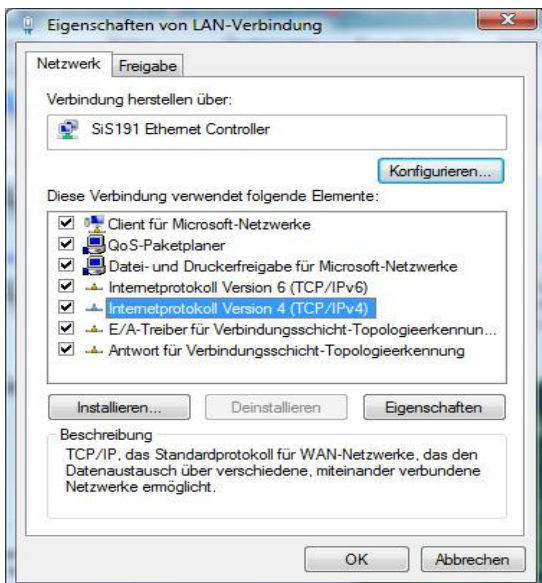 Eigenschaften von LAN-Verbindung
Netzwerk Freigabe
Verbindung herstellen über:
SiS191 Ethernet Controller
Konfigurieren...
Diese Verbindung verwendet folgende Elemente:
Client für Microsoft-Netzwerke
QoS-Paketplaner
Datei- und Druckerfreigabe für Microsoft-Netzwerke
Internetprotokoll Version 6 (TCP/IPv6)
Internetprotokoll Version 4 (TCP/IPv4)
E/A-Treiber für Verbindungsschicht-Topologieerkennun...
Antwort für Verbindungsschicht-Topologieerkennung
Installieren... Deinstallieren Eigenschaften
Beschreibung
TCP/IP, das Standardprotokoll für WAN-Netzwerke, das den
Datenaustausch über verschiedene, miteinander verbundene
Netzwerke ermöglicht.
OK Abbrechen